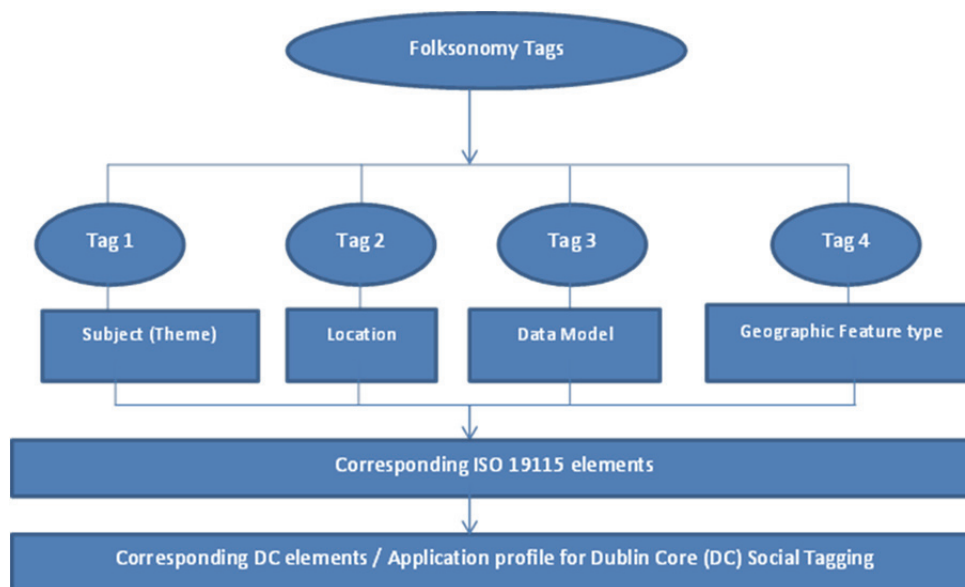 Folksonomy Tags
Tag 1
Tag 2
Tag 3
Tag 4
Subject (Theme)
Location
Data Model
Geographic Feature type
Corresponding ISO 19115 elements
Corresponding DC elements / Application profile for Dublin Core (DC) Social Tagging